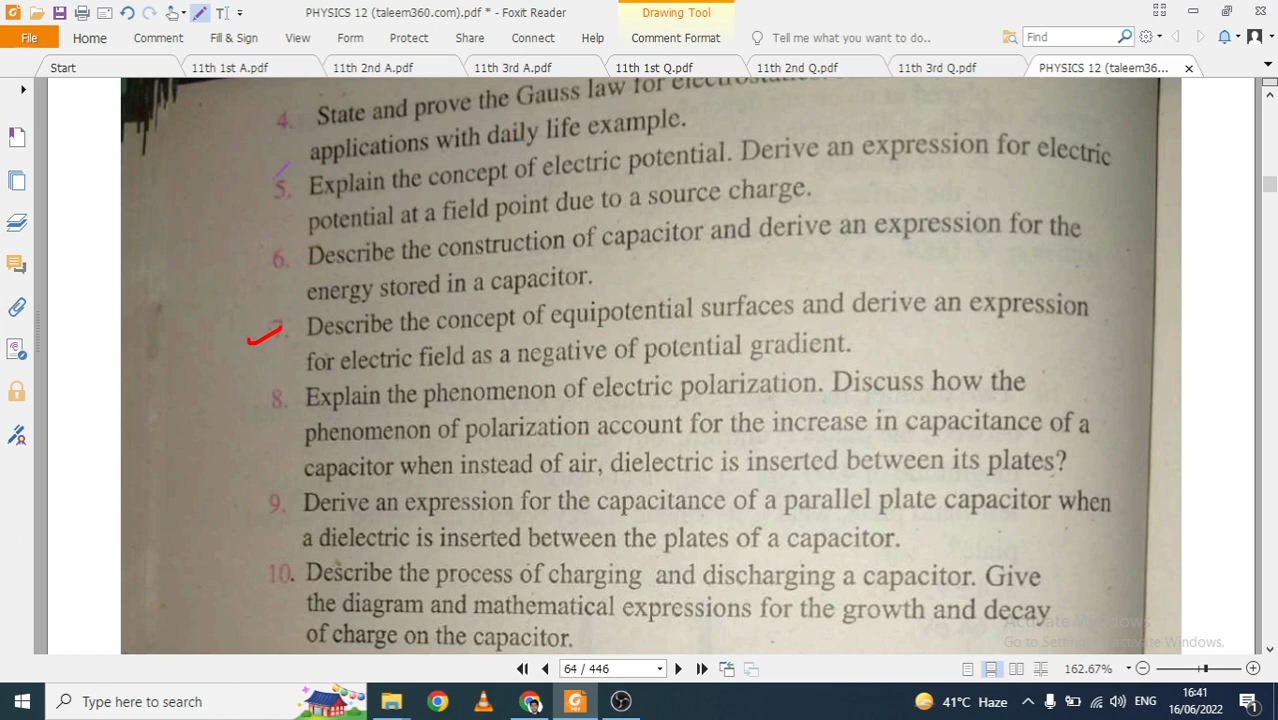 PHYSICS 12 (taleem360.com).pdf * - Foxit Reader
Drawing Tool
File Home Comment Fill & Sign View Form Protect Share Connect Help Comment Format Tell me what you want to do.. Find
Start 11th 1st A.pdf 11th 2nd A.pdf 11th 3rd A.pdf 11th 1st Q.pdf 11th 2nd Q.pdf 11th 3rd Q.pdf PHYSICS 12 (taleem360....
4. State and prove the Gauss law for
applications with daily life example.
5. Explain the concept of electric potential. Derive an expression for electric
potential at a field point due to a source charge.
6. Describe the construction of capacitor and derive an expression for the
energy stored in a capacitor.
7. Describe the concept of equipotential surfaces and derive an expression
for electric field as a negative of potential gradient.
8. Explain the phenomenon of electric polarization. Discuss how the
phenomenon of polarization account for the increase in capacitance of a
capacitor when instead of air, dielectric is inserted between its plates?
9. Derive an expression for the capacitance of a parallel plate capacitor when
a dielectric is inserted between the plates of a capacitor.
10. Describe the process of charging and discharging a capacitor. Give
the diagram and mathematical expressions for the growth and decay
of charge on the capacitor.
Activate Windows
Go to Settings to activate Windows.
64 / 446 162.67%
Type here to search 41°C Haze ENG 16:41
16/06/2022 1